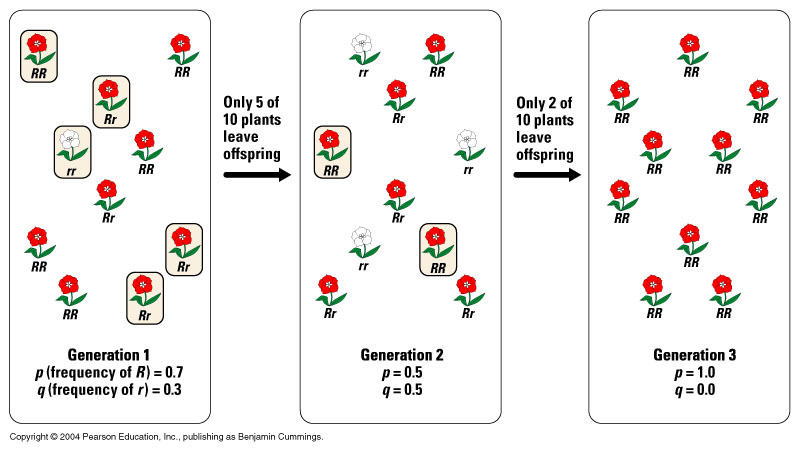 RR
RR
Rr
rr
RR
Rr
RR
Rr
RR
Rr
Generation 1
p (frequency of R) = 0.7
q (frequency of r) = 0.3
Only 5 of
10 plants
leave
offspring
rr
RR
Rr
RR
rr
Rr
rr
RR
Rr
Rr
Generation 2
p = 0.5
q = 0.5
Only 2 of
10 plants
leave
offspring
RR
RR
RR
RR
RR
RR
RR
RR
RR
RR
Generation 3
p = 1.0
q = 0.0
Copyright © 2004 Pearson Education, Inc., publishing as Benjamin Cummings.